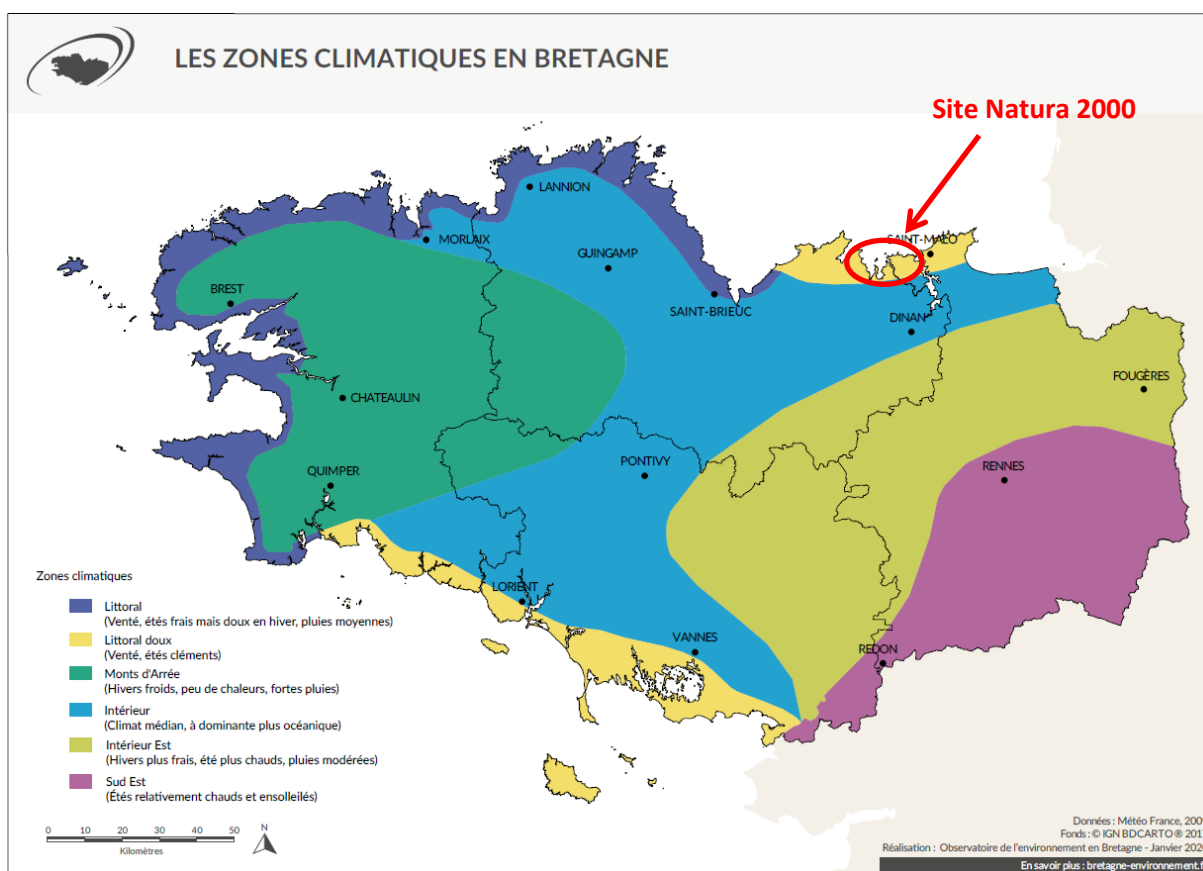 LES ZONES CLIMATIQUES EN BRETAGNE
Site Natura 2000
LANNION
MORLAIX
SAINT-MALO
GUINGAMP
BREST
SAINT-BRIEUC
DINAN
FOUGÈRES
CHATEAULIN
PONTIVY
RENNES
QUIMPER
LORIENT
VANNES
REDON
Zones climatiques
Littoral
(Venté, étés frais mais doux en hiver, pluies moyennes)
Littoral doux
(Venté, étés cléments)
Monts d'Arrée
(Hivers froids, peu de chaleurs, fortes pluies)
Intérieur
(Climat médian, à dominante plus océanique)
Intérieur Est
(Hivers plus frais, été plus chauds, pluies modérées)
Sud Est
(Étés relativement chauds et ensolleilés)
0 10 20 30 40 50
Kilomètres
N
Données : Météo France, 200
Fonds : © IGN BDCARTO ® 201
Réalisation : Observatoire de l'environnement en Bretagne - Janvier 202
En savoir plus : bretagne-environnement.f